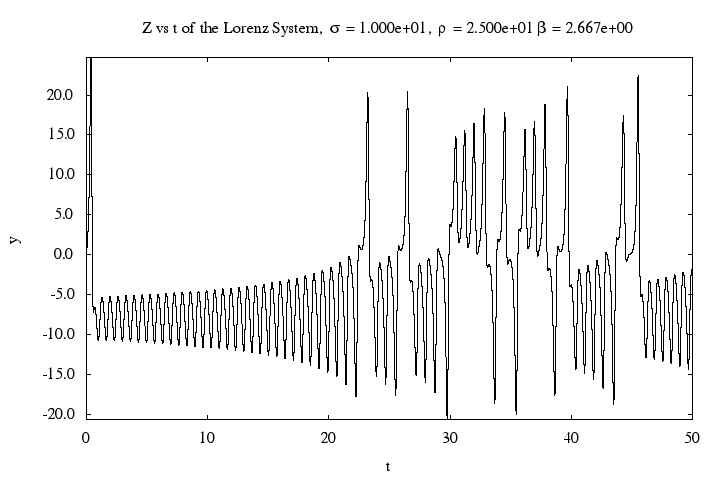 Z vs t of the Lorenz System, σ = 1.000e+01, ρ = 2.500e+01 β = 2.667e+00
20.0
15.0
10.0
5.0
0.0
-5.0
-10.0
-15.0
-20.0
y
0 10 20 30 40 50
t